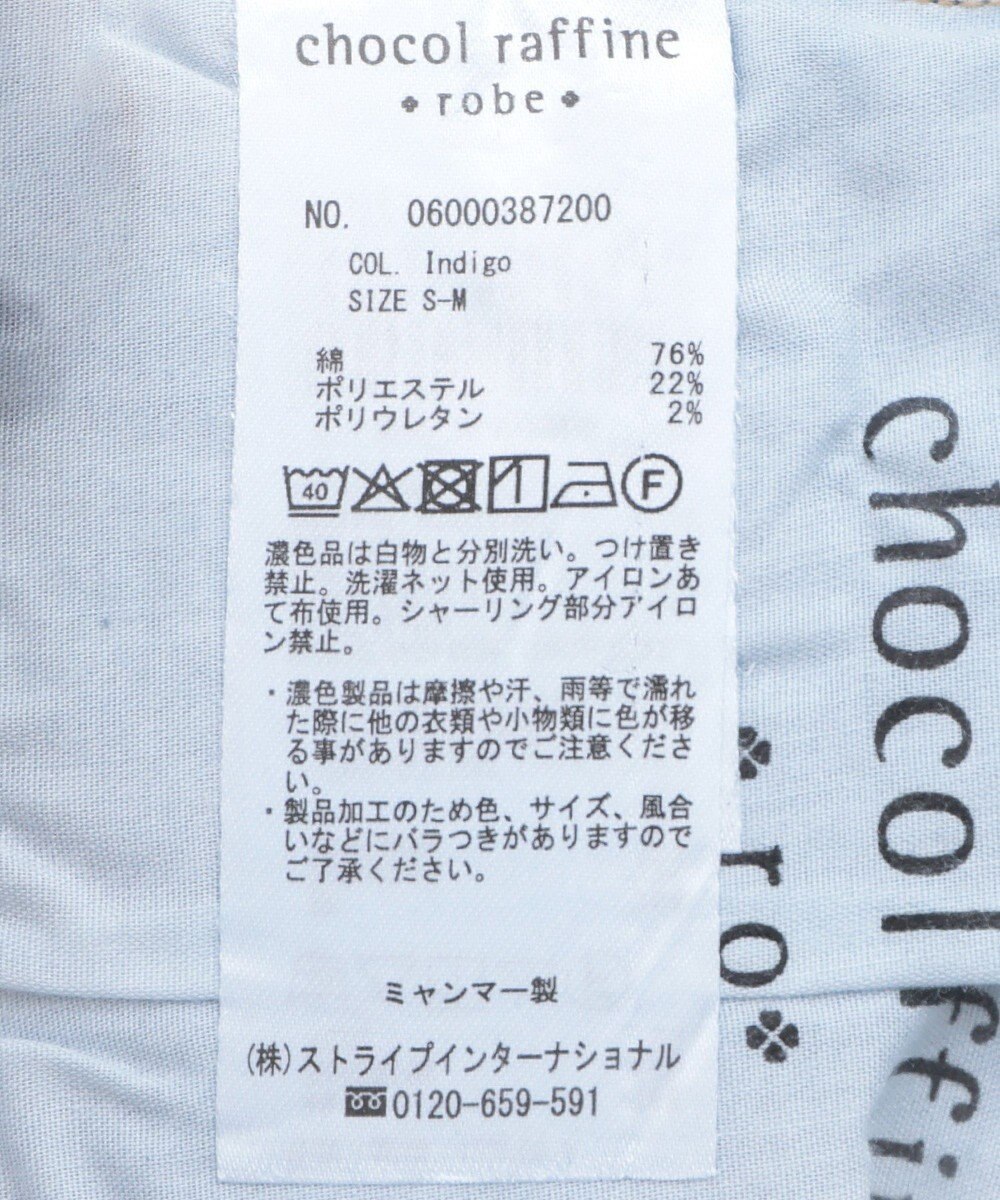 chocol raffine
robe
NO. 06000387200
COL. Indigo
SIZE S-M
綿 76%
ポリエステル 22%
ポリウレタン 2%
40 F
濃色品は白物と分別洗い。つけ置き
禁止。洗濯ネット使用。アイロンあ
て布使用。シャーリング部分アイロ
ン禁止。
・濃色製品は摩擦や汗、雨等で濡れ
た際に他の衣類や小物類に色が移
る事がありますのでご注意くださ
い。
・製品加工のため色、サイズ、風合
いなどにバラつきがありますので
ご了承ください。
ミャンマー製
(株)ストライプインターナショナル
0120-659-591
chocol raffi
ro